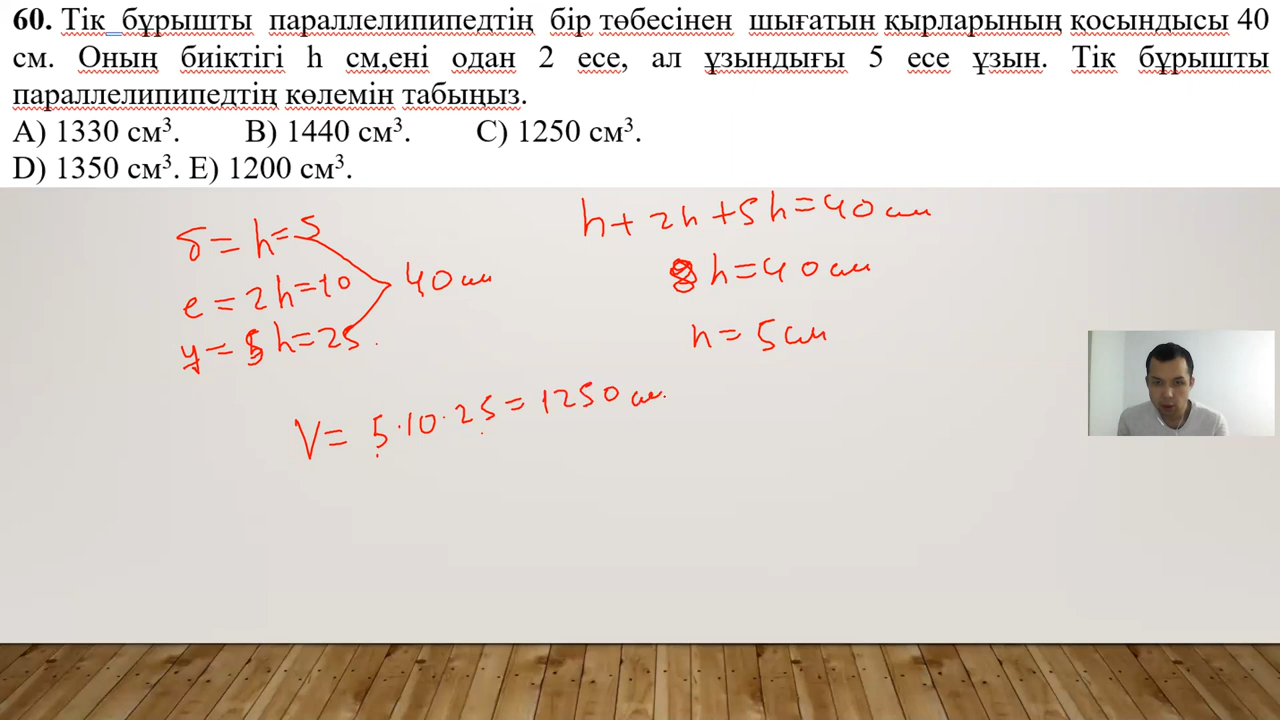 60. Тік бұрышты параллелипипедтің бір төбесінен шығатын қырларының қосындысы 40
см. Оның биіктігі h см,ені одан 2 есе, ал ұзындығы 5 есе ұзын. Тік бұрышты
параллелипипедтің көлемін табыңыз.
A) 1330 см³. B) 1440 см³. C) 1250 см³.
D) 1350 см³. E) 1200 см³.
δ = h=5
e = 2h=10
y = 5h=25
40 см
h+2h+5h=40 см
8h=40 см
h=5 см
V= 5·10·25=1250 см.